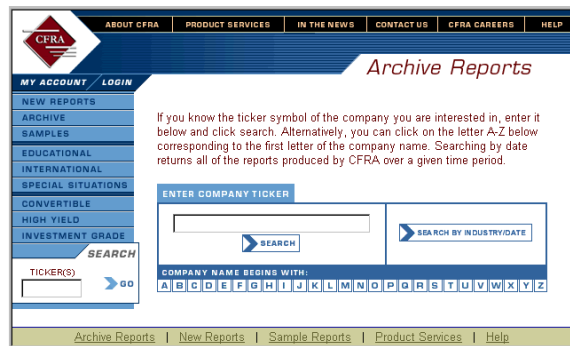 ABOUT CFRA PRODUCT SERVICES IN THE NEWS CONTACT US CFRA CAREERS HELP
CFRA
Archive Reports
MY ACCOUNT / LOGIN
NEW REPORTS
ARCHIVE
SAMPLES
EDUCATIONAL
INTERNATIONAL
SPECIAL SITUATIONS
CONVERTIBLE
HIGH YIELD
INVESTMENT GRADE
SEARCH
TICKER(S)
GO
If you know the ticker symbol of the company you are interested in, enter it
below and click search. Alternatively, you can click on the letter A-Z below
corresponding to the first letter of the company name. Searching by date
returns all of the reports produced by CFRA over a given time period.
ENTER COMPANY TICKER
SEARCH
SEARCH BY INDUSTRY/DATE
COMPANY NAME BEGINS WITH:
A B C D E F G H I J K L M N O P Q R S T U V W X Y Z
Archive Reports | New Reports | Sample Reports | Product Services | Help